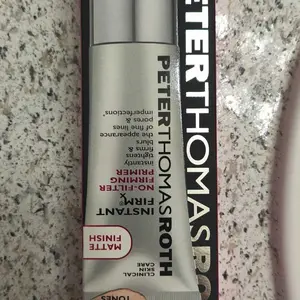 PETERTHOMASROTH
CLINICAL
SKIN
CARE
INSTANT
FIRMx
NO-FILTER
FIRMING
PRIMER
instantly
tightens
& firms
blurs
the appearance
of fine lines
& pores
imperfections
MATTE
FINISH
TONES
PETERTHOMASRO